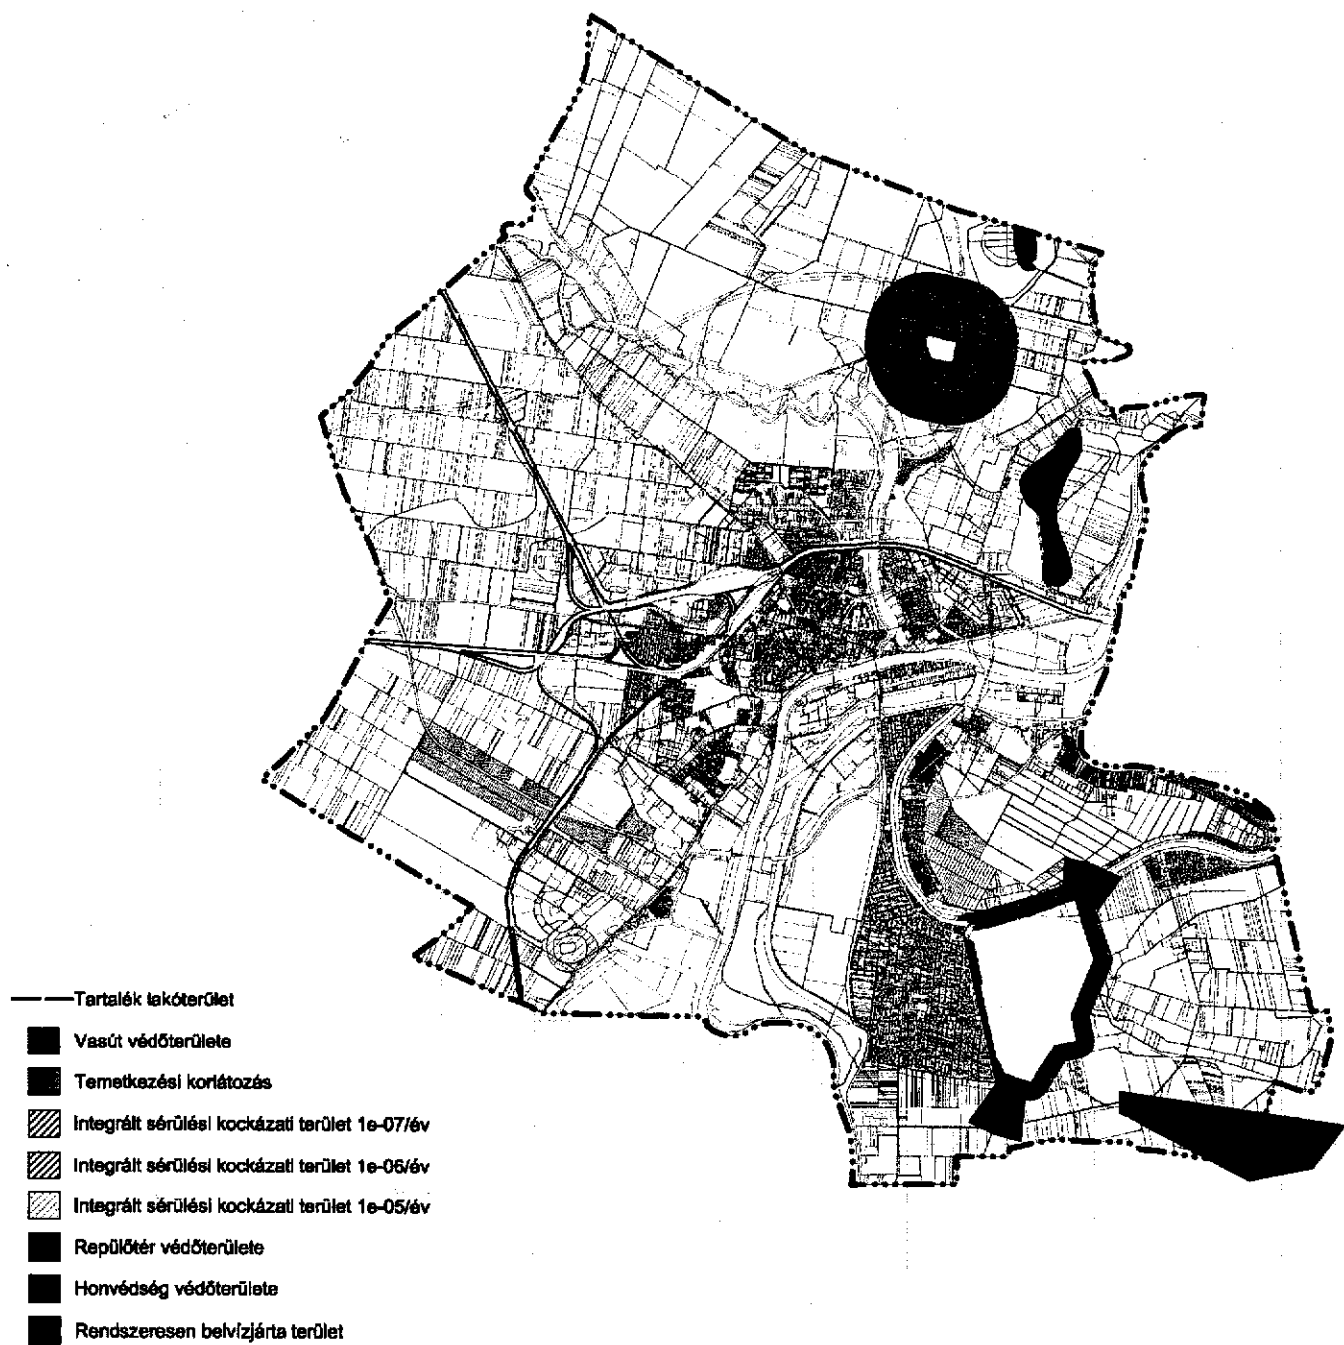 Tartalék lakóterület
Vasút védőterülete
Temetkezési korlátozás
Integrált sérülési kockázati terület 1e-07/év
Integrált sérülési kockázati terület 1e-06/év
Integrált sérülési kockázati terület 1e-05/év
Repülőtér védőterülete
Honvédség védőterülete
Rendszeresen belvízjárta terület